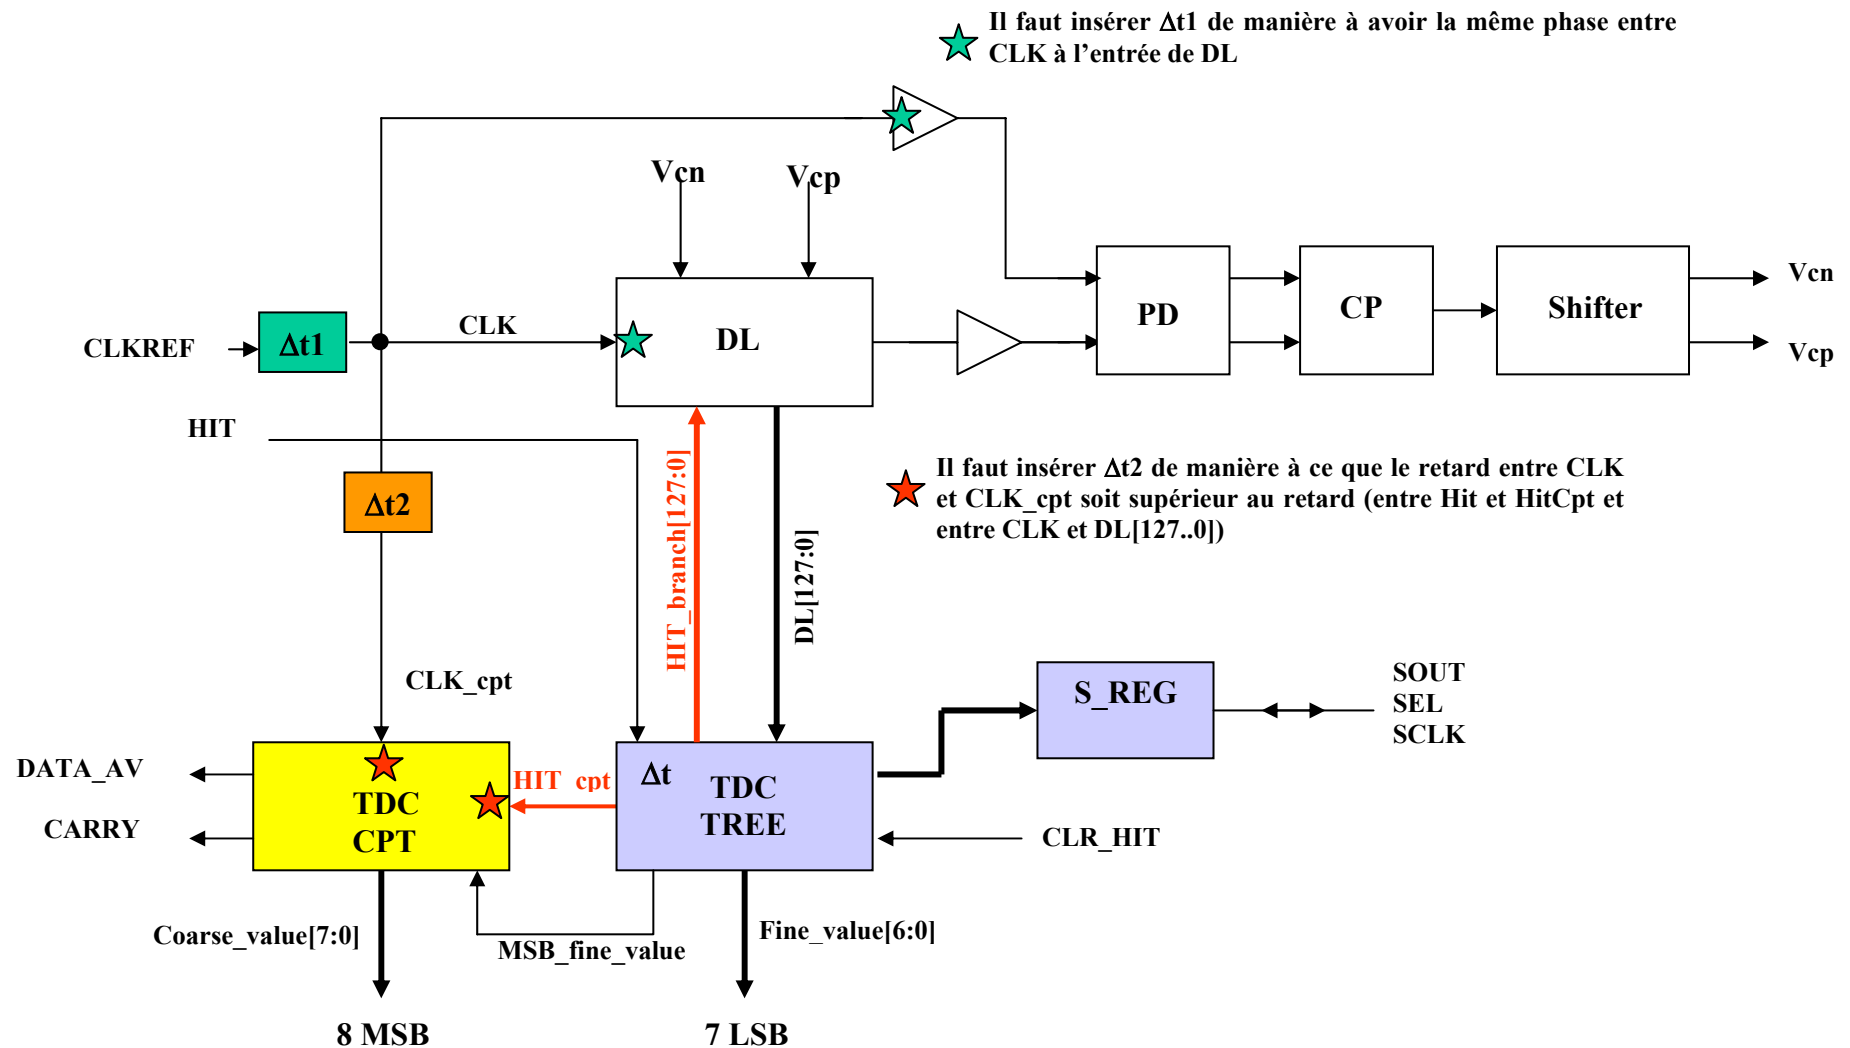 Il faut insérer Δt1 de manière à avoir la même phase entre
CLK à l'entrée de DL
Vcn
Vcp
CLKREF
Δt1
CLK
DL
PD
CP
Shifter
Vcn
Vcp
HIT
Δt2
HIT_branch[127:0]
DL[127:0]
Il faut insérer Δt2 de manière à ce que le retard entre CLK
et CLK_cpt soit supérieur au retard (entre Hit et HitCpt et
entre CLK et DL[127..0])
CLK_cpt
S_REG
SOUT
SEL
SCLK
DATA_AV
CARRY
TDC
CPT
HIT_cpt
Δt
TDC
TREE
CLR_HIT
Coarse_value[7:0]
MSB_fine_value
Fine_value[6:0]
8 MSB
7 LSB